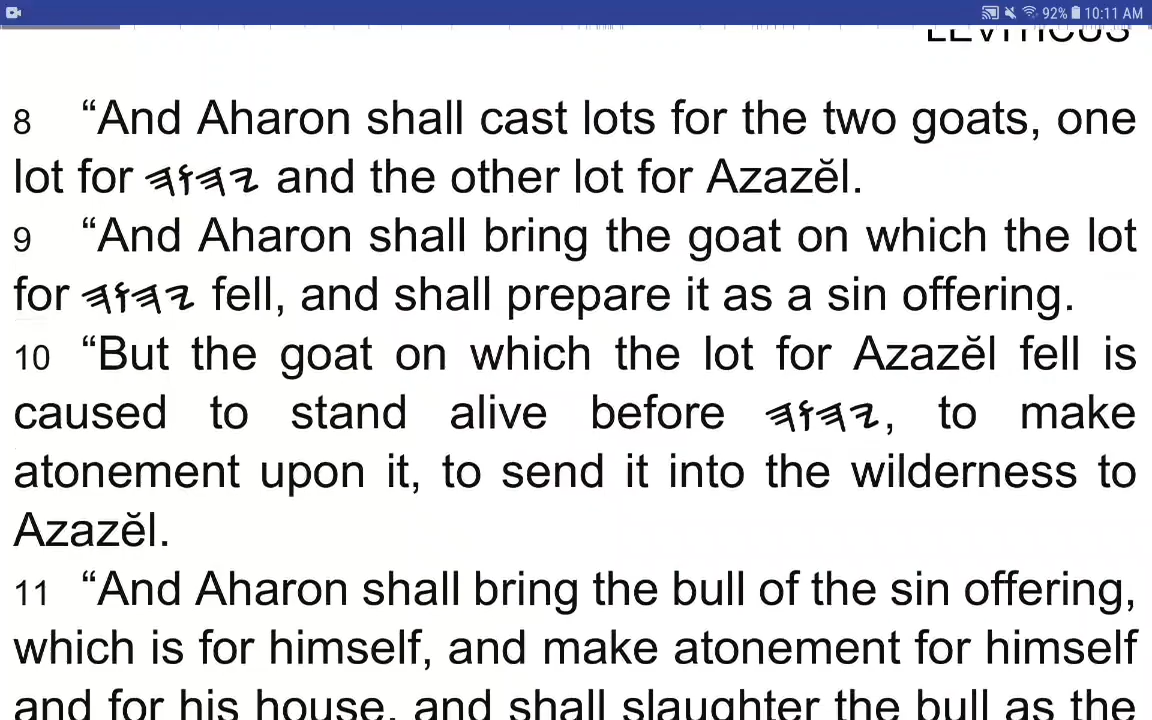 92% 10:11 AM
LEVITICUS
8 “And Aharon shall cast lots for the two goats, one
lot for 𐤉𐤄𐤅𐤄 and the other lot for Azazĕl.
9 “And Aharon shall bring the goat on which the lot
for 𐤉𐤄𐤅𐤄 fell, and shall prepare it as a sin offering.
10 “But the goat on which the lot for Azazĕl fell is
caused to stand alive before 𐤉𐤄𐤅𐤄, to make
atonement upon it, to send it into the wilderness to
Azazĕl.
11 “And Aharon shall bring the bull of the sin offering,
which is for himself, and make atonement for himself
and for his house, and shall slaughter the bull as the